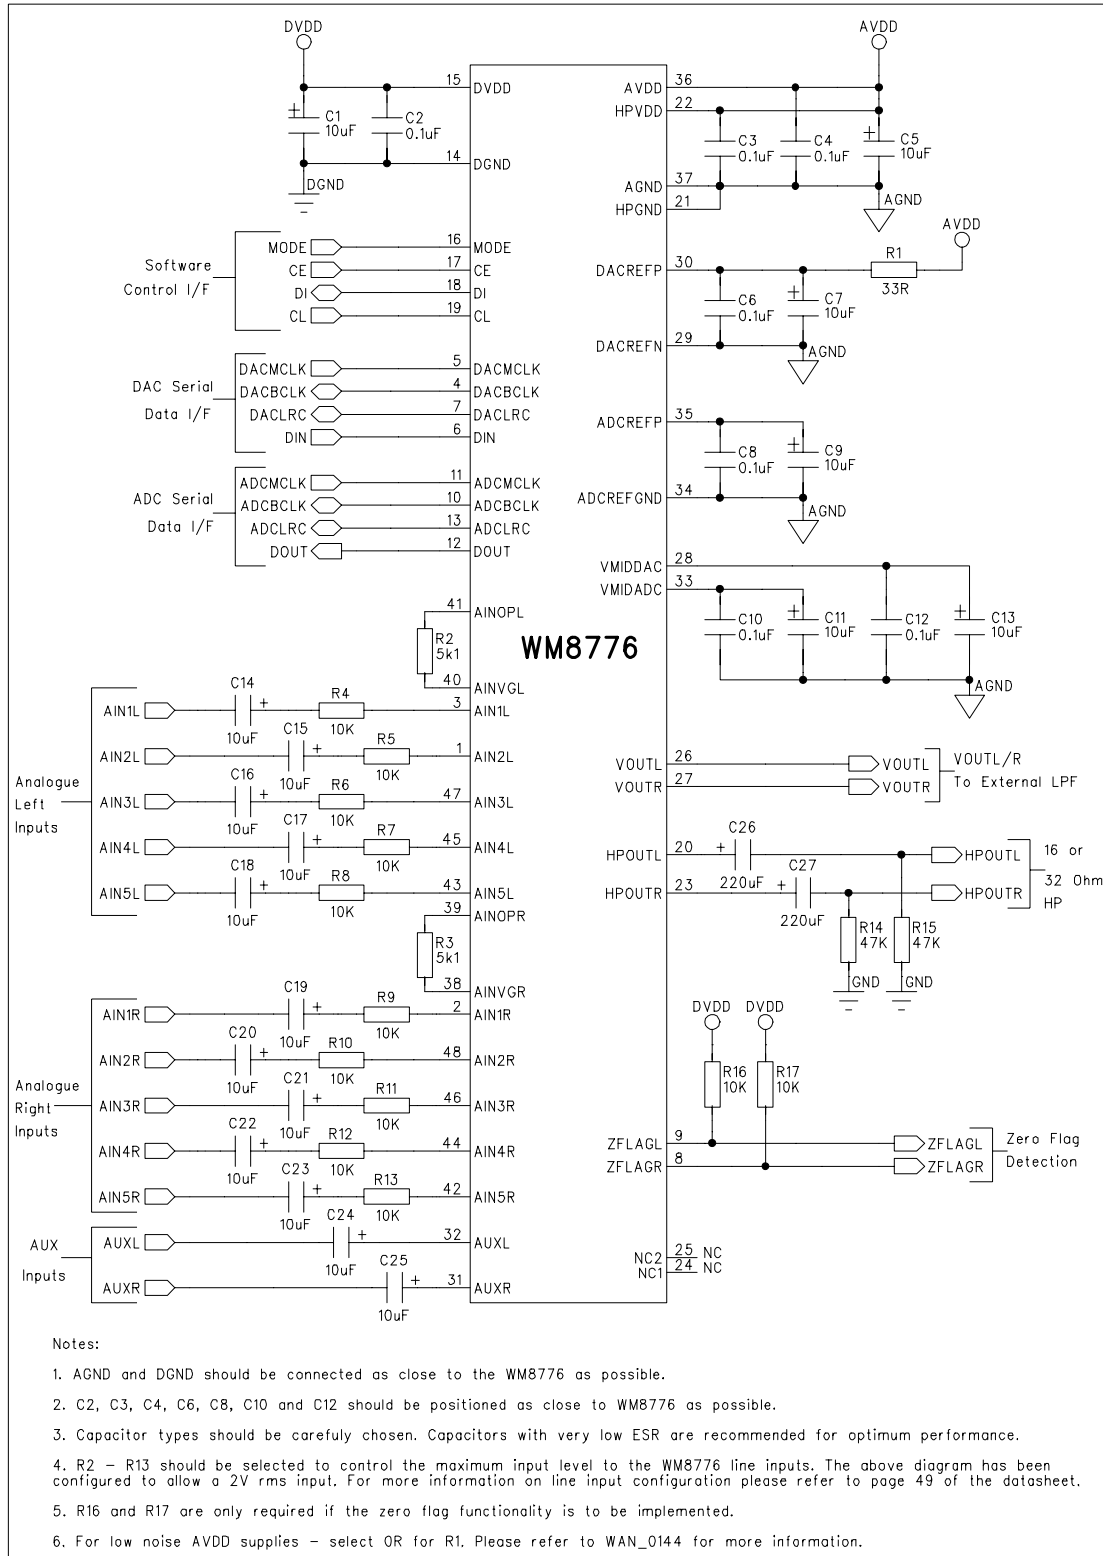 DVDD
AVDD
15 DVDD
AVDD 36
HPVDD 22
C1
10uF
C2
0.1uF
C3
0.1uF
C4
0.1uF
C5
10uF
14 DGND
DGND
AGND 37
HPGND 21
AGND
AVDD
Software
Control I/F
MODE 16 MODE
CE 17 CE
DI 18 DI
CL 19 CL
DACREFP 30
R1
33R
C6
0.1uF
C7
10uF
DACREFN 29
AGND
DAC Serial
Data I/F
DACMCLK 5 DACMCLK
DACBCLK 4 DACBCLK
DACLRC 7 DACLRC
DIN 6 DIN
ADCREFP 35
C8
0.1uF
C9
10uF
ADCREFGND 34
AGND
ADC Serial
Data I/F
ADCMCLK 11 ADCMCLK
ADCBCLK 10 ADCBCLK
ADCLRC 13 ADCLRC
DOUT 12 DOUT
VMIDDAC 28
VMIDADC 33
C10
0.1uF
C11
10uF
C12
0.1uF
C13
10uF
AGND
41 AINOPL
R2
5k1
40 AINVGL
WM8776
Analogue
Left
Inputs
AIN1L C14 + 10uF R4 10K 3 AIN1L
AIN2L C15 + 10uF R5 10K 1 AIN2L
AIN3L C16 + 10uF R6 10K 47 AIN3L
AIN4L C17 + 10uF R7 10K 45 AIN4L
AIN5L C18 + 10uF R8 10K 43 AIN5L
VOUTL 26 VOUTL
VOUTR 27 VOUTR
VOUTL/R
To External LPF
HPOUTL 20 + C26 220uF HPOUTL
HPOUTR 23 + C27 220uF HPOUTR
16 or
32 Ohm
HP
R14
47K
R15
47K
GND
GND
39 AINOPR
R3
5k1
38 AINVGR
Analogue
Right
Inputs
AIN1R C19 + 10uF R9 10K 2 AIN1R
AIN2R C20 + 10uF R10 10K 48 AIN2R
AIN3R C21 + 10uF R11 10K 46 AIN3R
AIN4R C22 + 10uF R12 10K 44 AIN4R
AIN5R C23 + 10uF R13 10K 42 AIN5R
DVDD
DVDD
R16
10K
R17
10K
ZFLAGL 9 ZFLAGL
ZFLAGR 8 ZFLAGR
Zero Flag
Detection
AUX
Inputs
AUXL C24 + 10uF 32 AUXL
AUXR C25 + 10uF 31 AUXR
NC2 25 NC
NC1 24 NC
Notes:
1. AGND and DGND should be connected as close to the WM8776 as possible.
2. C2, C3, C4, C6, C8, C10 and C12 should be positioned as close to WM8776 as possible.
3. Capacitor types should be carefuly chosen. Capacitors with very low ESR are recommended for optimum performance.
4. R2 – R13 should be selected to control the maximum input level to the WM8776 line inputs. The above diagram has been
configured to allow a 2V rms input. For more information on line input configuration please refer to page 49 of the datasheet.
5. R16 and R17 are only required if the zero flag functionality is to be implemented.
6. For low noise AVDD supplies – select 0R for R1. Please refer to WAN_0144 for more information.